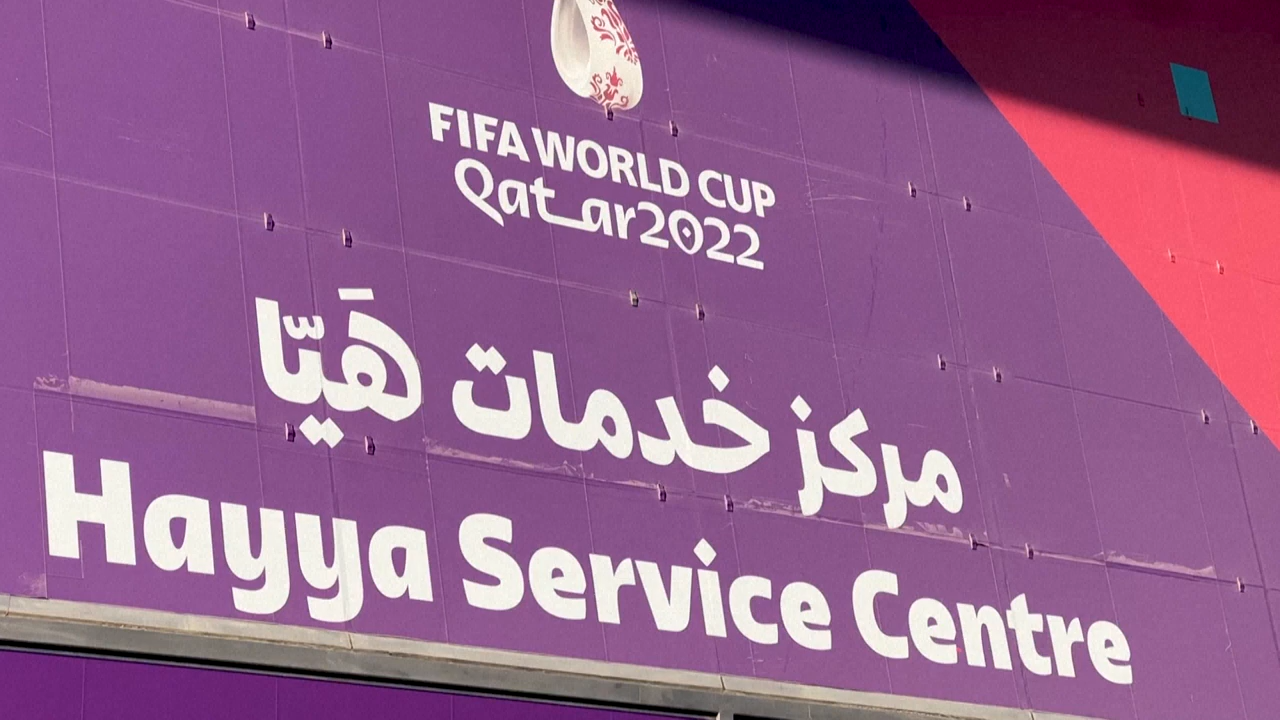 FIFA WORLD CUP
Qatar2022
مركز خدمات هَيّا
Hayya Service Centre